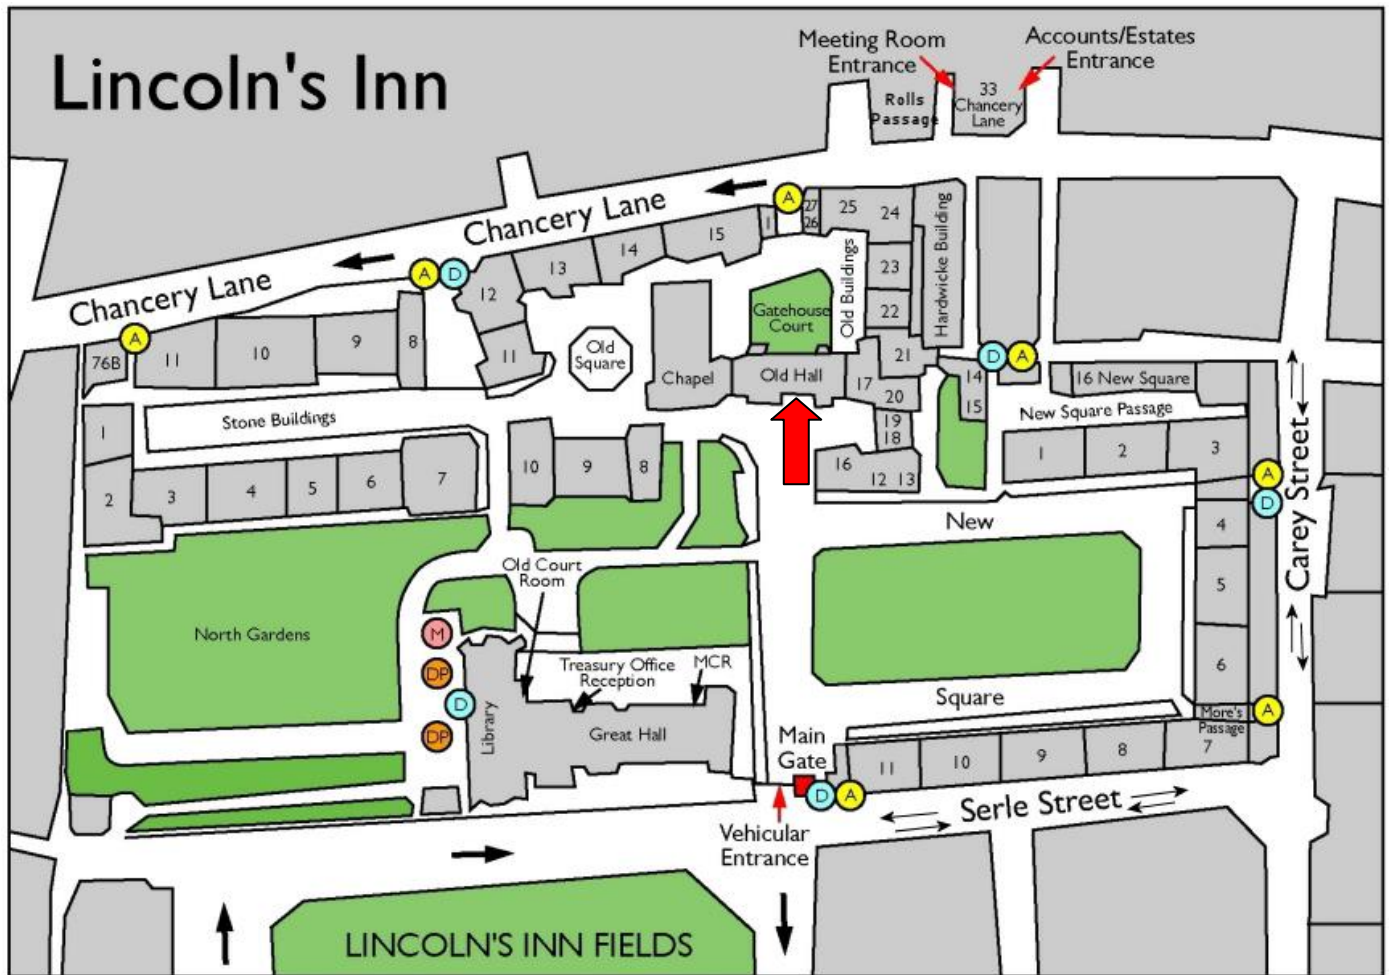 Lincoln's Inn
Meeting Room
Entrance
Accounts/Estates
Entrance
Rolls
Passage
33
Chancery
Lane
Chancery Lane
Chancery Lane
A
A
D
A
76B
11
10
9
8
12
11
13
14
15
1
27
26
25
24
23
22
21
Old Buildings
Hardwicke Building
Gatehouse
Court
Old
Square
Chapel
Old Hall
17
20
19
18
16
12 13
14
15
D
A
16 New Square
New Square Passage
1
2
3
4
5
6
7
8
9
10
11
More's
Passage
A
D
A
Carey Street
Stone Buildings
1
2
3
4
5
6
7
10
9
8
New
Square
North Gardens
Old Court
Room
M
DP
D
DP
Library
Treasury Office
Reception
MCR
Great Hall
Main
Gate
D
A
Vehicular
Entrance
Serle Street
LINCOLN'S INN FIELDS